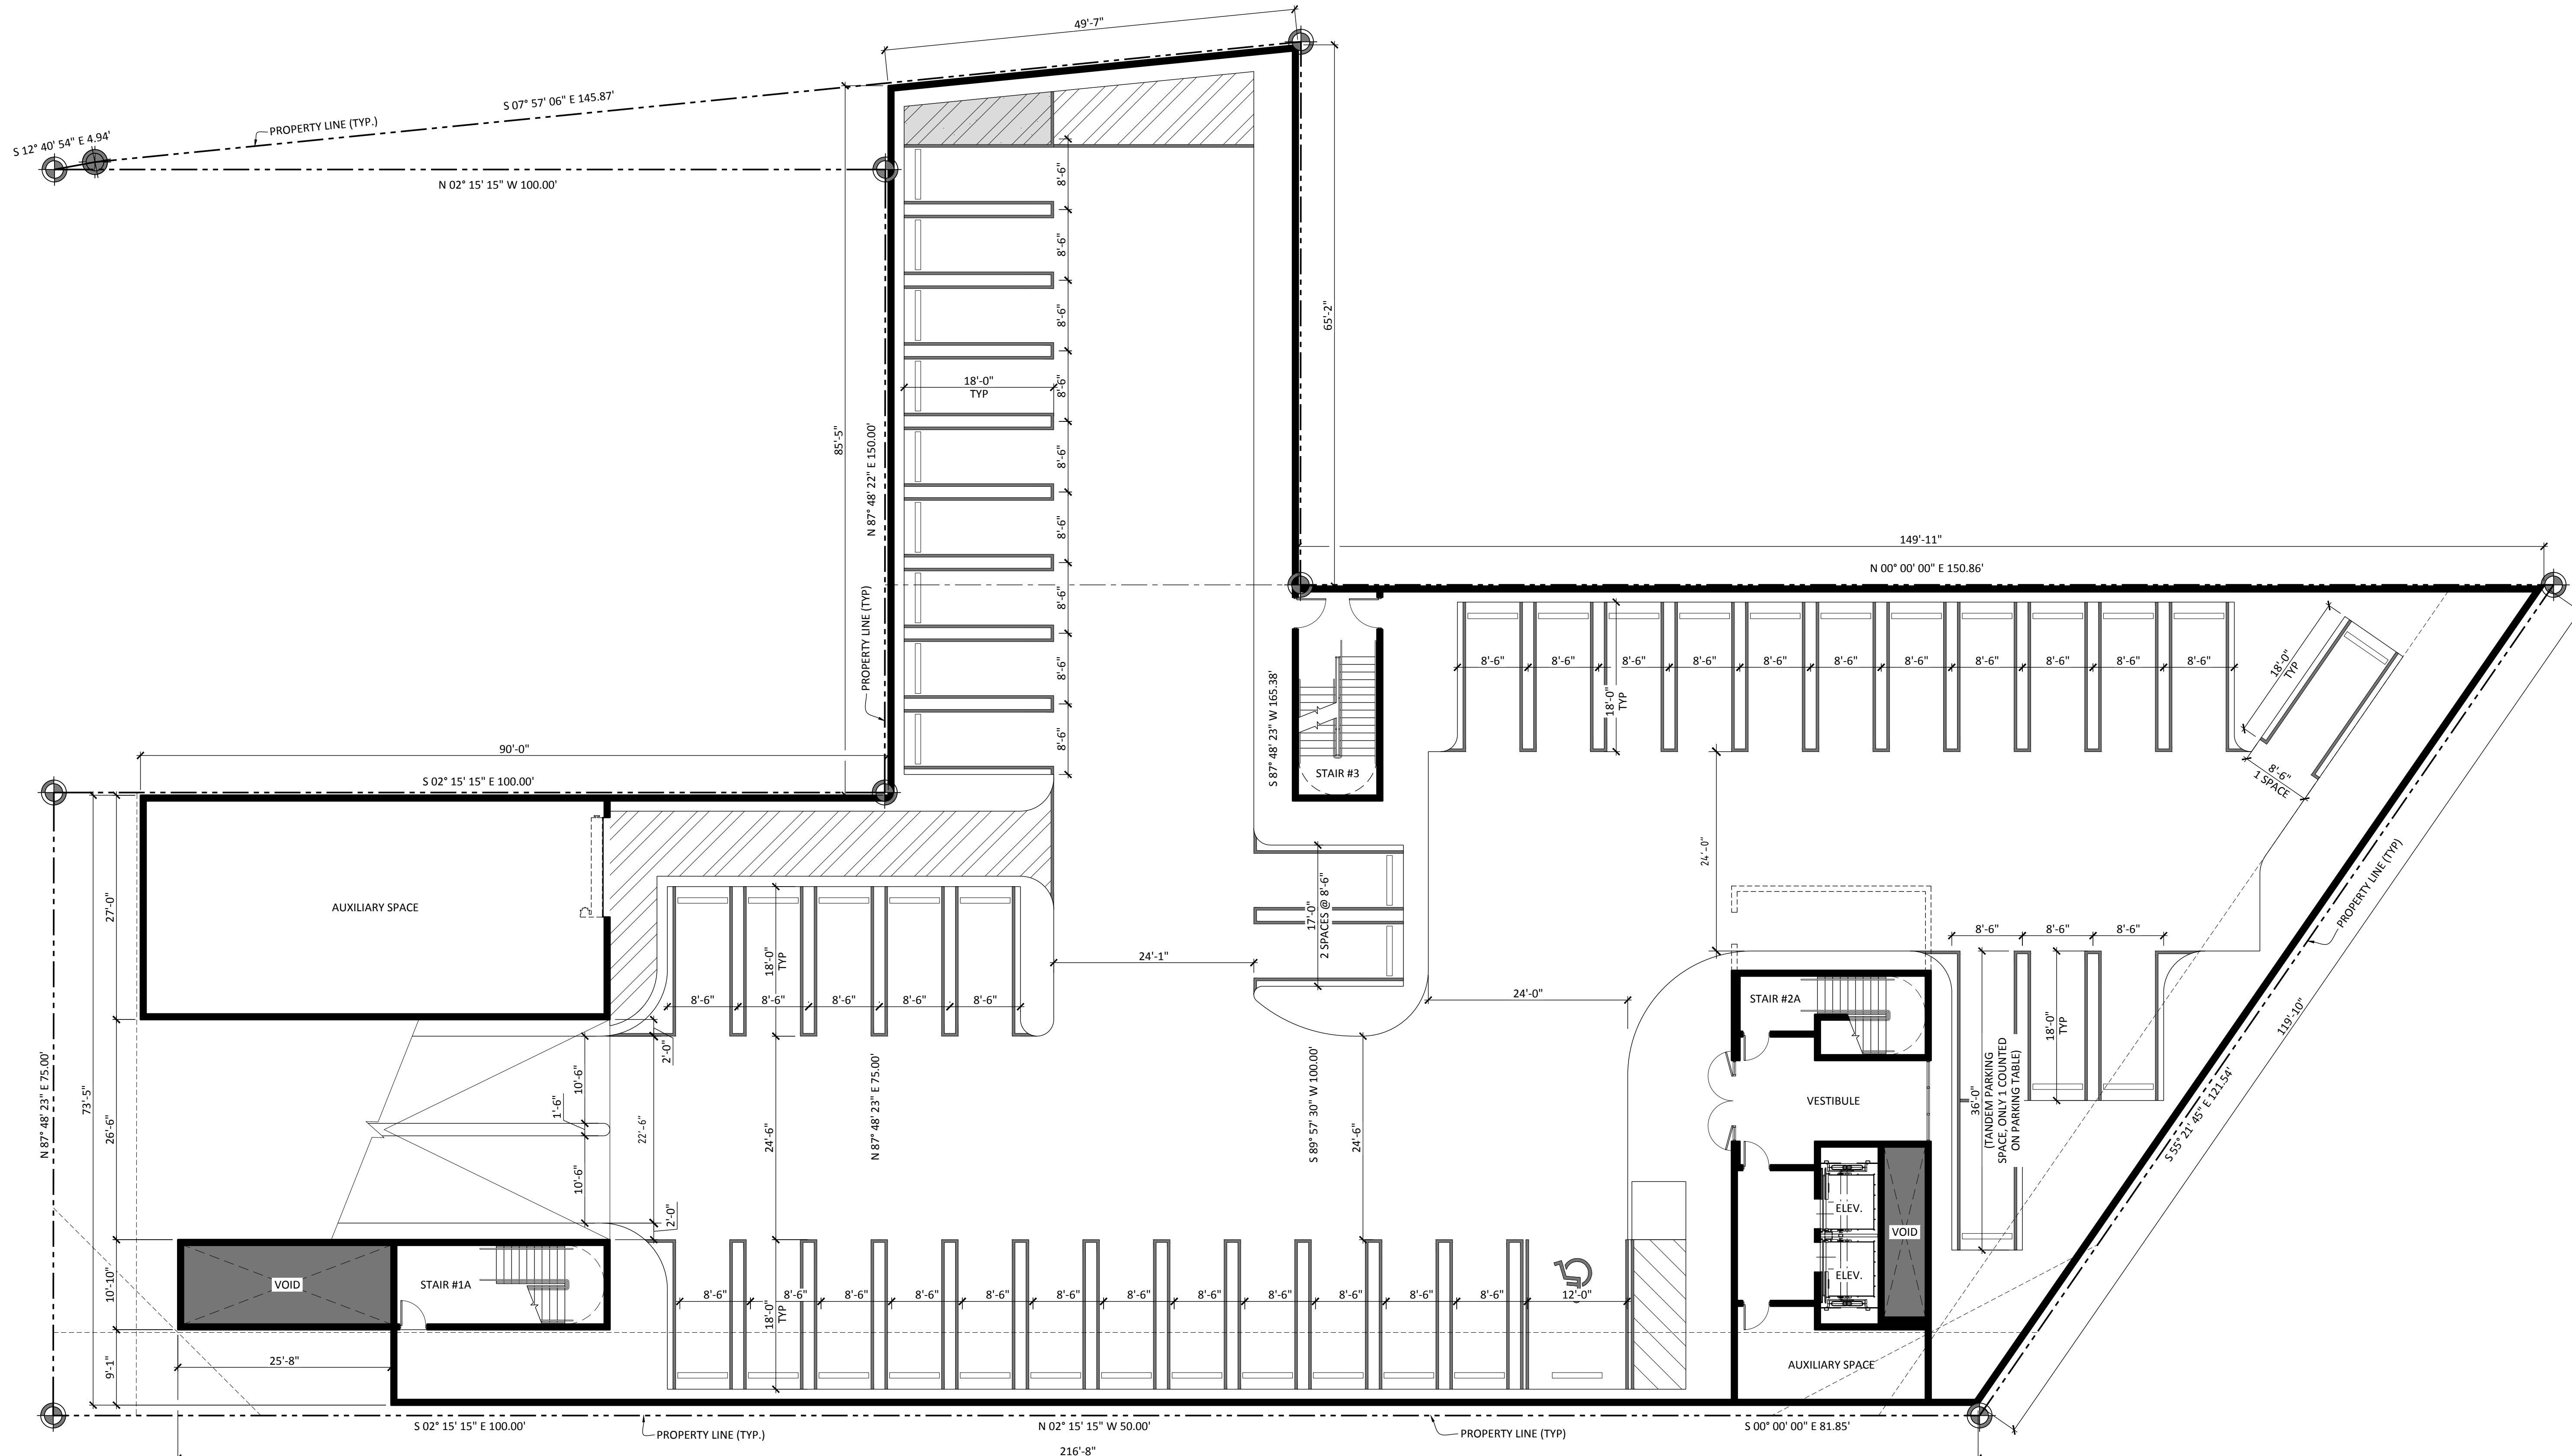 49'-7"
S 07° 57' 06" E 145.87'
PROPERTY LINE (TYP.)
S 12° 40' 54" E 4.94'
N 02° 15' 15" W 100.00'
8'-6"
8'-6"
8'-6"
8'-6"
8'-6"
8'-6"
8'-6"
8'-6"
8'-6"
18'-0"
TYP
65'-2"
85'-5"
N 87° 48' 22" E 150.00'
PROPERTY LINE (TYP)
149'-11"
N 00° 00' 00" E 150.86'
S 87° 48' 23" W 165.38'
STAIR #3
8'-6"
8'-6"
8'-6"
8'-6"
8'-6"
8'-6"
8'-6"
8'-6"
8'-6"
8'-6"
8'-6"
18'-0"
TYP
18'-0"
TYP
8'-6"
1 SPACE
90'-0"
S 02° 15' 15" E 100.00'
AUXILIARY SPACE
27'-0"
73'-5"
N 87° 48' 23" E 75.00'
26'-6"
10'-10"
9'-1"
18'-0"
TYP
8'-6"
8'-6"
8'-6"
8'-6"
8'-6"
24'-1"
17'-0"
2 SPACES @ 8'-6"
24'-0"
24'-0"
STAIR #2A
8'-6"
8'-6"
8'-6"
18'-0"
TYP
36'-0"
(TANDEM PARKING
SPACE, ONLY 1 COUNTED
ON PARKING TABLE)
PROPERTY LINE (TYP)
119'-10"
S 55° 21' 45" E 121.54'
2'-0"
10'-6"
1'-6"
10'-6"
22'-6"
2'-0"
24'-6"
N 87° 48' 23" E 75.00'
S 89° 57' 30" W 100.00'
24'-6"
VESTIBULE
ELEV.
ELEV.
VOID
VOID
STAIR #1A
25'-8"
18'-0"
TYP
8'-6"
8'-6"
8'-6"
8'-6"
8'-6"
8'-6"
8'-6"
8'-6"
8'-6"
8'-6"
8'-6"
8'-6"
12'-0"
AUXILIARY SPACE
S 02° 15' 15" E 100.00'
PROPERTY LINE (TYP.)
N 02° 15' 15" W 50.00'
216'-8"
PROPERTY LINE (TYP)
S 00° 00' 00" E 81.85'